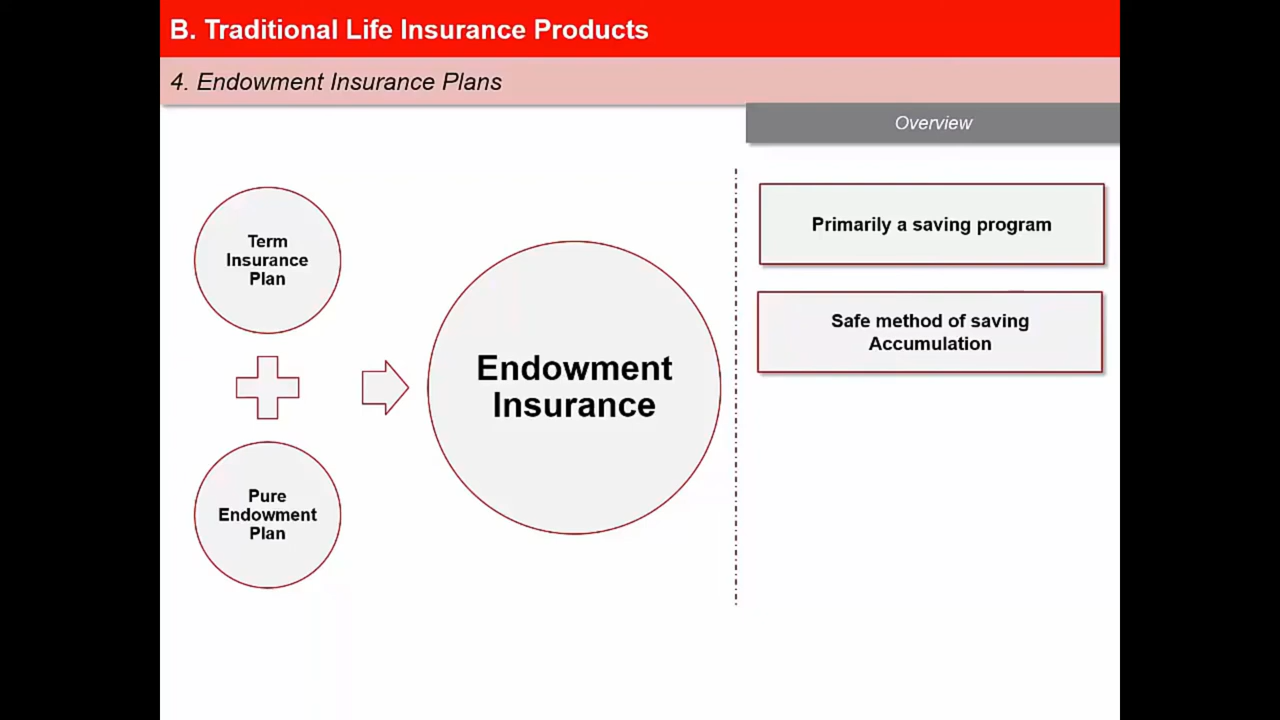 B. Traditional Life Insurance Products
4. Endowment Insurance Plans
Overview
Term
Insurance
Plan
Pure
Endowment
Plan
Endowment
Insurance
Primarily a saving program
Safe method of saving
Accumulation